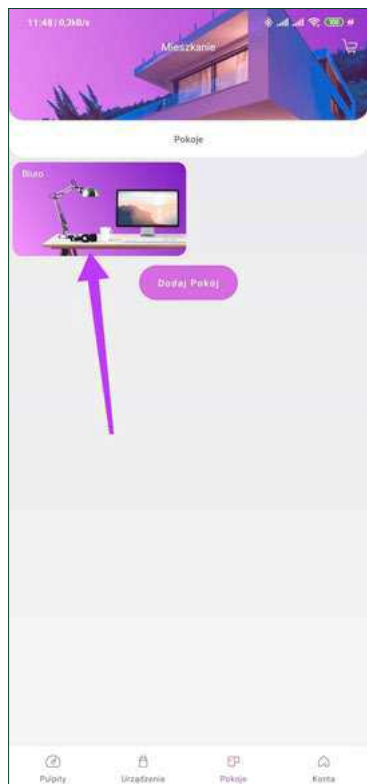 11:48 | 0,3kB/s
Mieszkanie
Pokoje
Biuro
Dodaj Pokój
Pulpity
Urządzenia
Pokoje
Konta